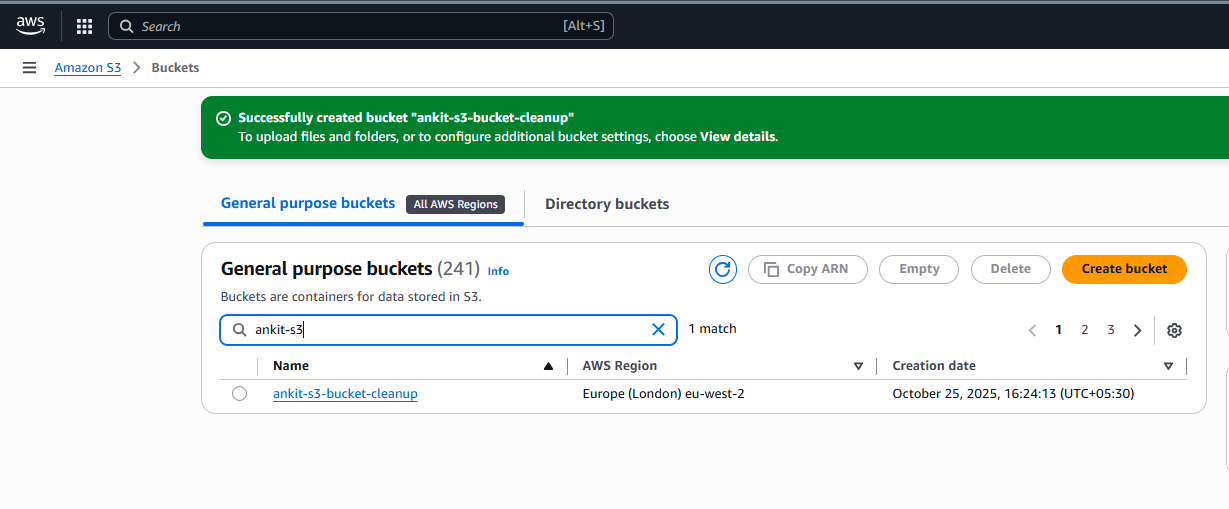 aws
Search [Alt+S]
Amazon S3 > Buckets
Successfully created bucket "ankit-s3-bucket-cleanup"
To upload files and folders, or to configure additional bucket settings, choose View details.
General purpose buckets All AWS Regions Directory buckets
General purpose buckets (241) Info Copy ARN Empty Delete Create bucket
Buckets are containers for data stored in S3.
ankit-s3 1 match 1 2 3
Name AWS Region Creation date
ankit-s3-bucket-cleanup Europe (London) eu-west-2 October 25, 2025, 16:24:13 (UTC+05:30)